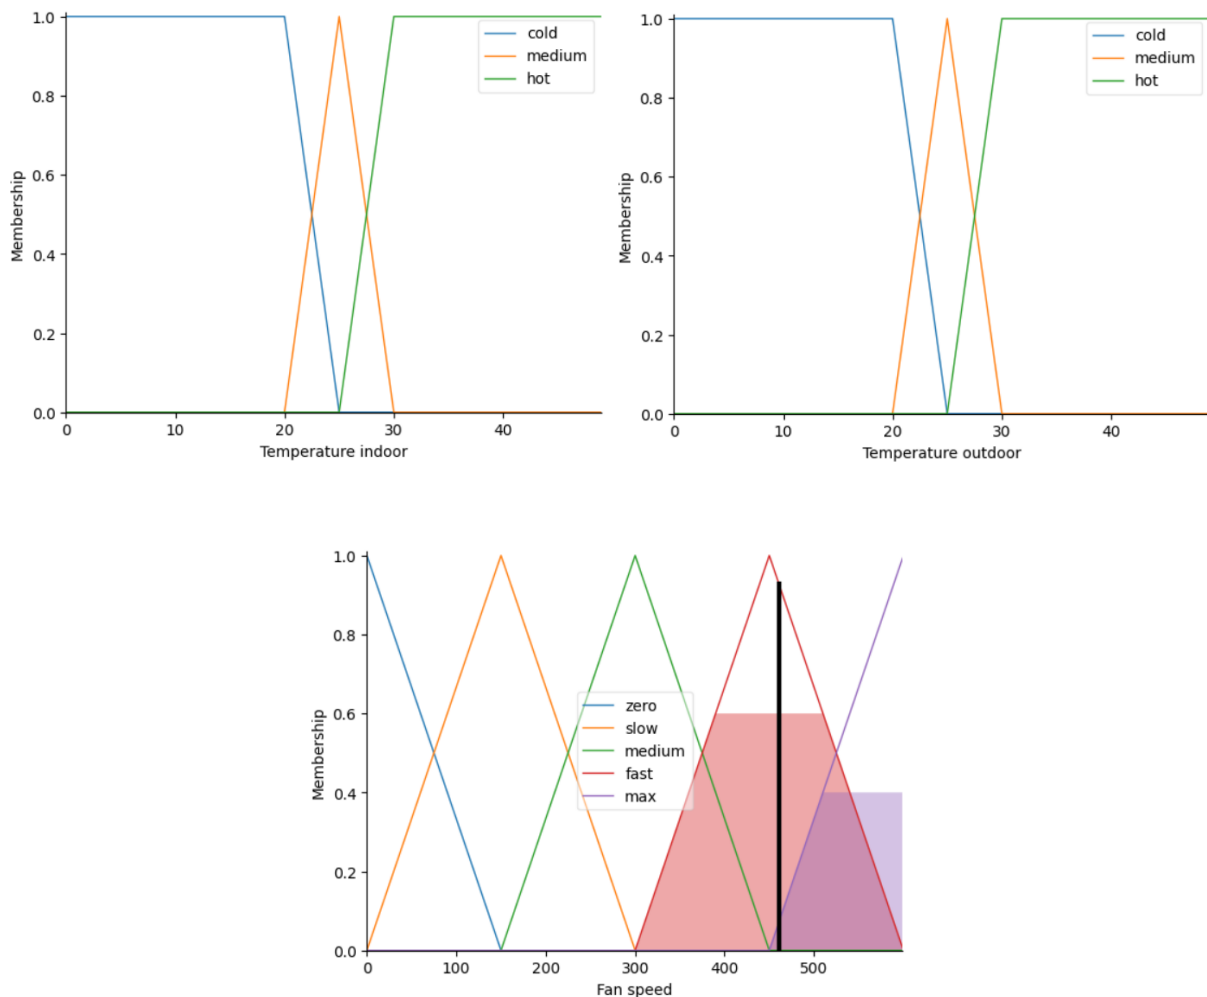 1.0
0.8
0.6
0.4
0.2
0.0
Membership
0 10 20 30 40
Temperature indoor
cold
medium
hot
1.0
0.8
0.6
0.4
0.2
0.0
Membership
0 10 20 30 40
Temperature outdoor
cold
medium
hot
1.0
0.8
0.6
0.4
0.2
0.0
Membership
0 100 200 300 400 500
Fan speed
zero
slow
medium
fast
max